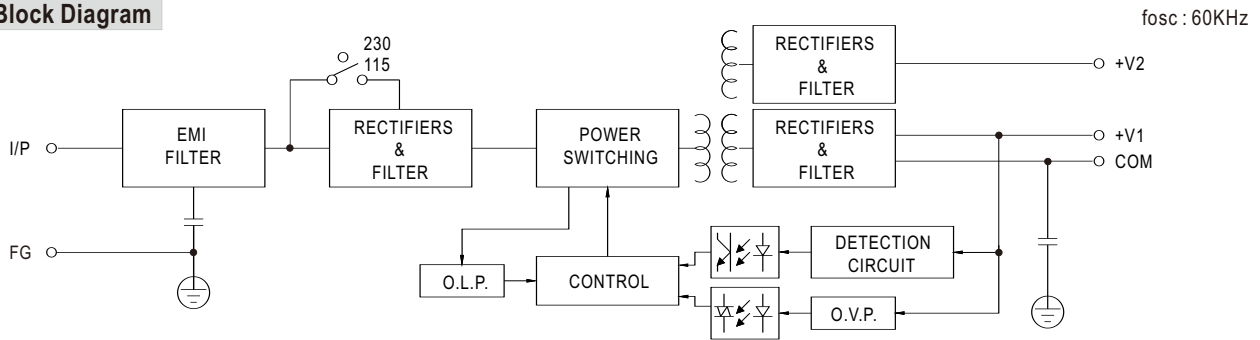 Block Diagram
fosc : 60KHz
230
115
I/P
EMI
FILTER
RECTIFIERS
&
FILTER
POWER
SWITCHING
RECTIFIERS
&
FILTER
+V2
RECTIFIERS
&
FILTER
+V1
COM
FG
O.L.P.
CONTROL
DETECTION
CIRCUIT
O.V.P.